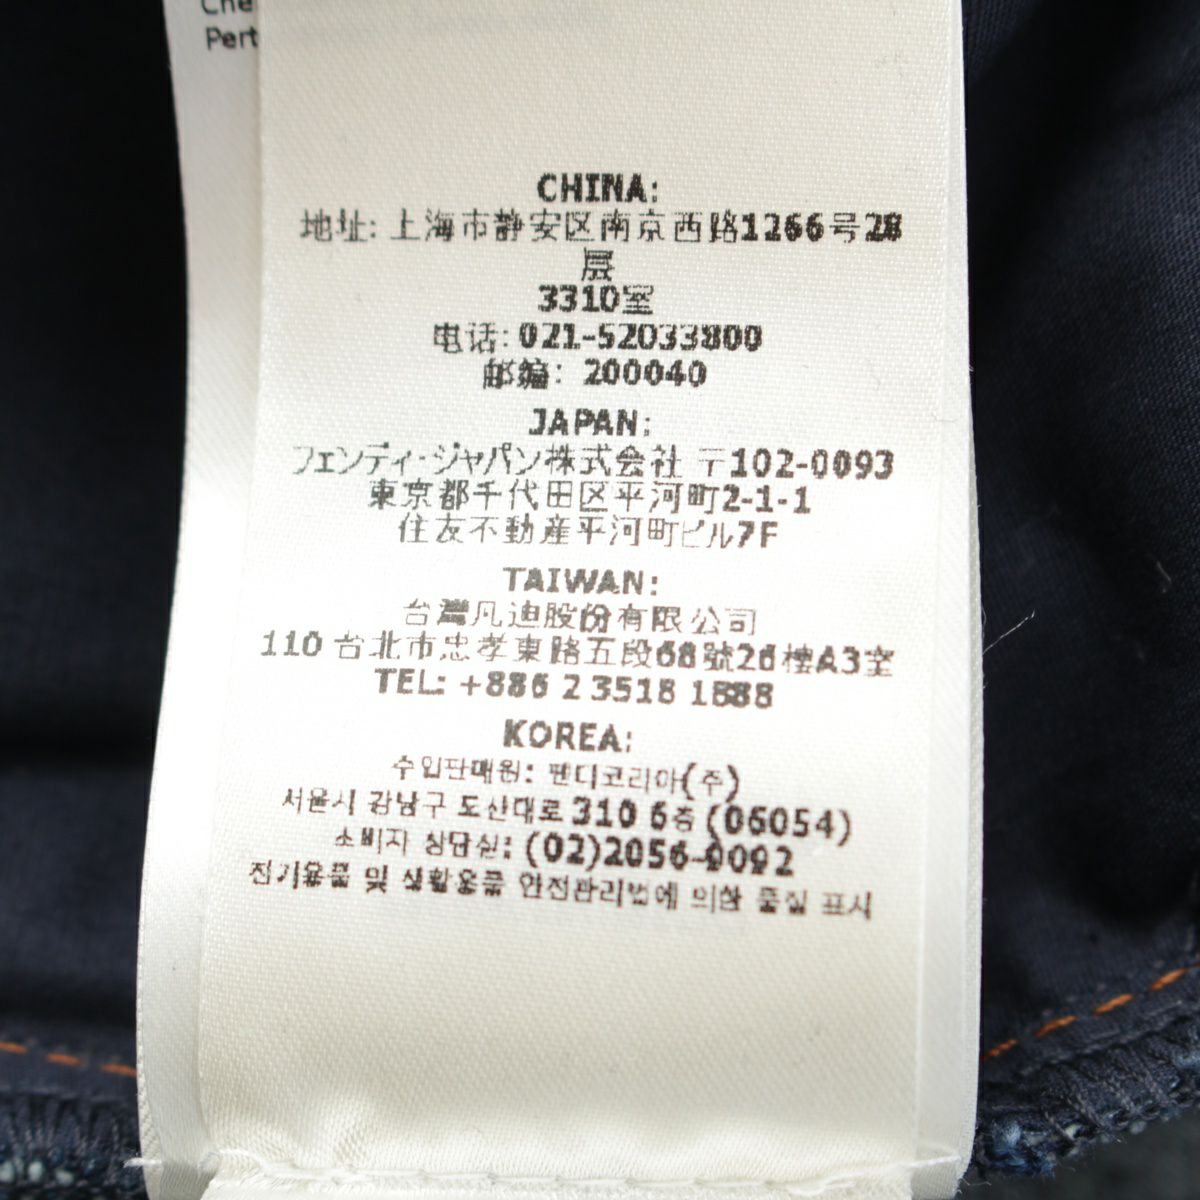 Che
Pert
CHINA:
地址: 上海市静安区南京西路1266号28
层
3310室
电话: 021-52033800
邮编: 200040
JAPAN:
フェンディ・ジャパン株式会社 〒102-0093
東京都千代田区平河町2-1-1
住友不動産平河町ビル7F
TAIWAN:
台灣凡迪股份有限公司
110 台北市忠孝東路五段68號26樓A3室
TEL: +886 2 3518 1888
KOREA:
수입판매원: 펜디코리아(주)
서울시 강남구 도산대로 310 6층 (06054)
소비자 상담실: (02)2056-9092
전기용품 및 생활용품 안전관리법에 의한 품질 표시